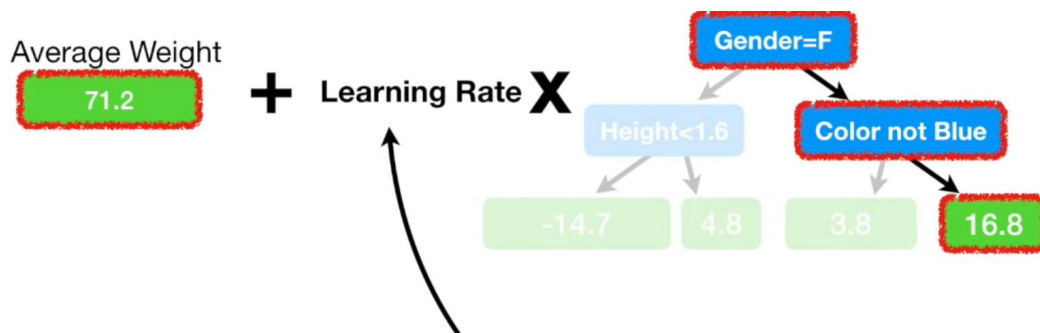 Average Weight
71.2
+ Learning Rate X
Gender=F
Height<1.6
Color not Blue
-14.7
4.8
3.8
16.8